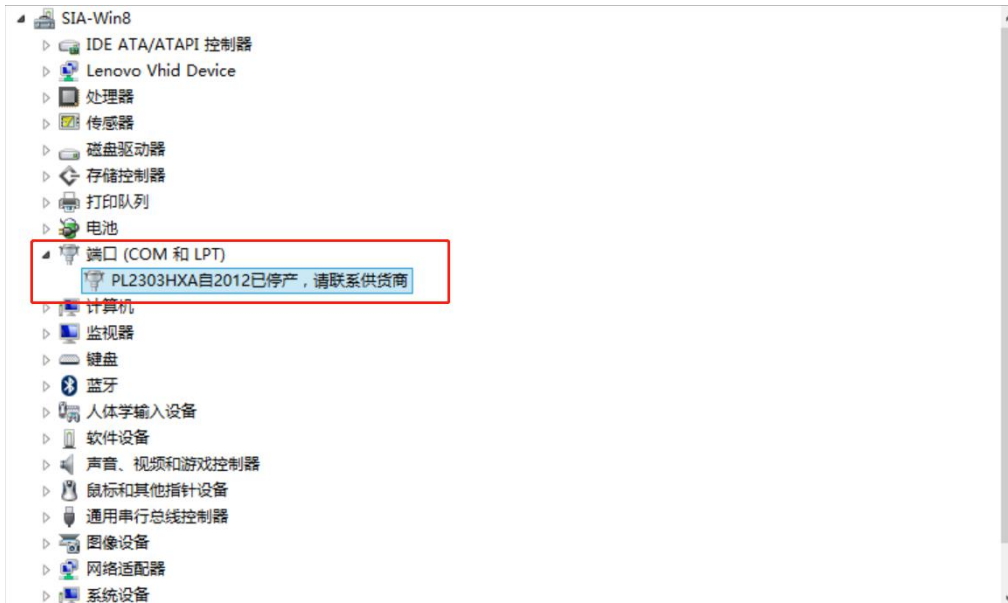 SIA-Win8
IDE ATA/ATAPI 控制器
Lenovo Vhid Device
处理器
传感器
磁盘驱动器
存储控制器
打印队列
电池
端口 (COM 和 LPT)
PL2303HXA自2012已停产，请联系供货商
计算机
监视器
键盘
蓝牙
人体学输入设备
软件设备
声音、视频和游戏控制器
鼠标和其他指针设备
通用串行总线控制器
图像设备
网络适配器
系统设备